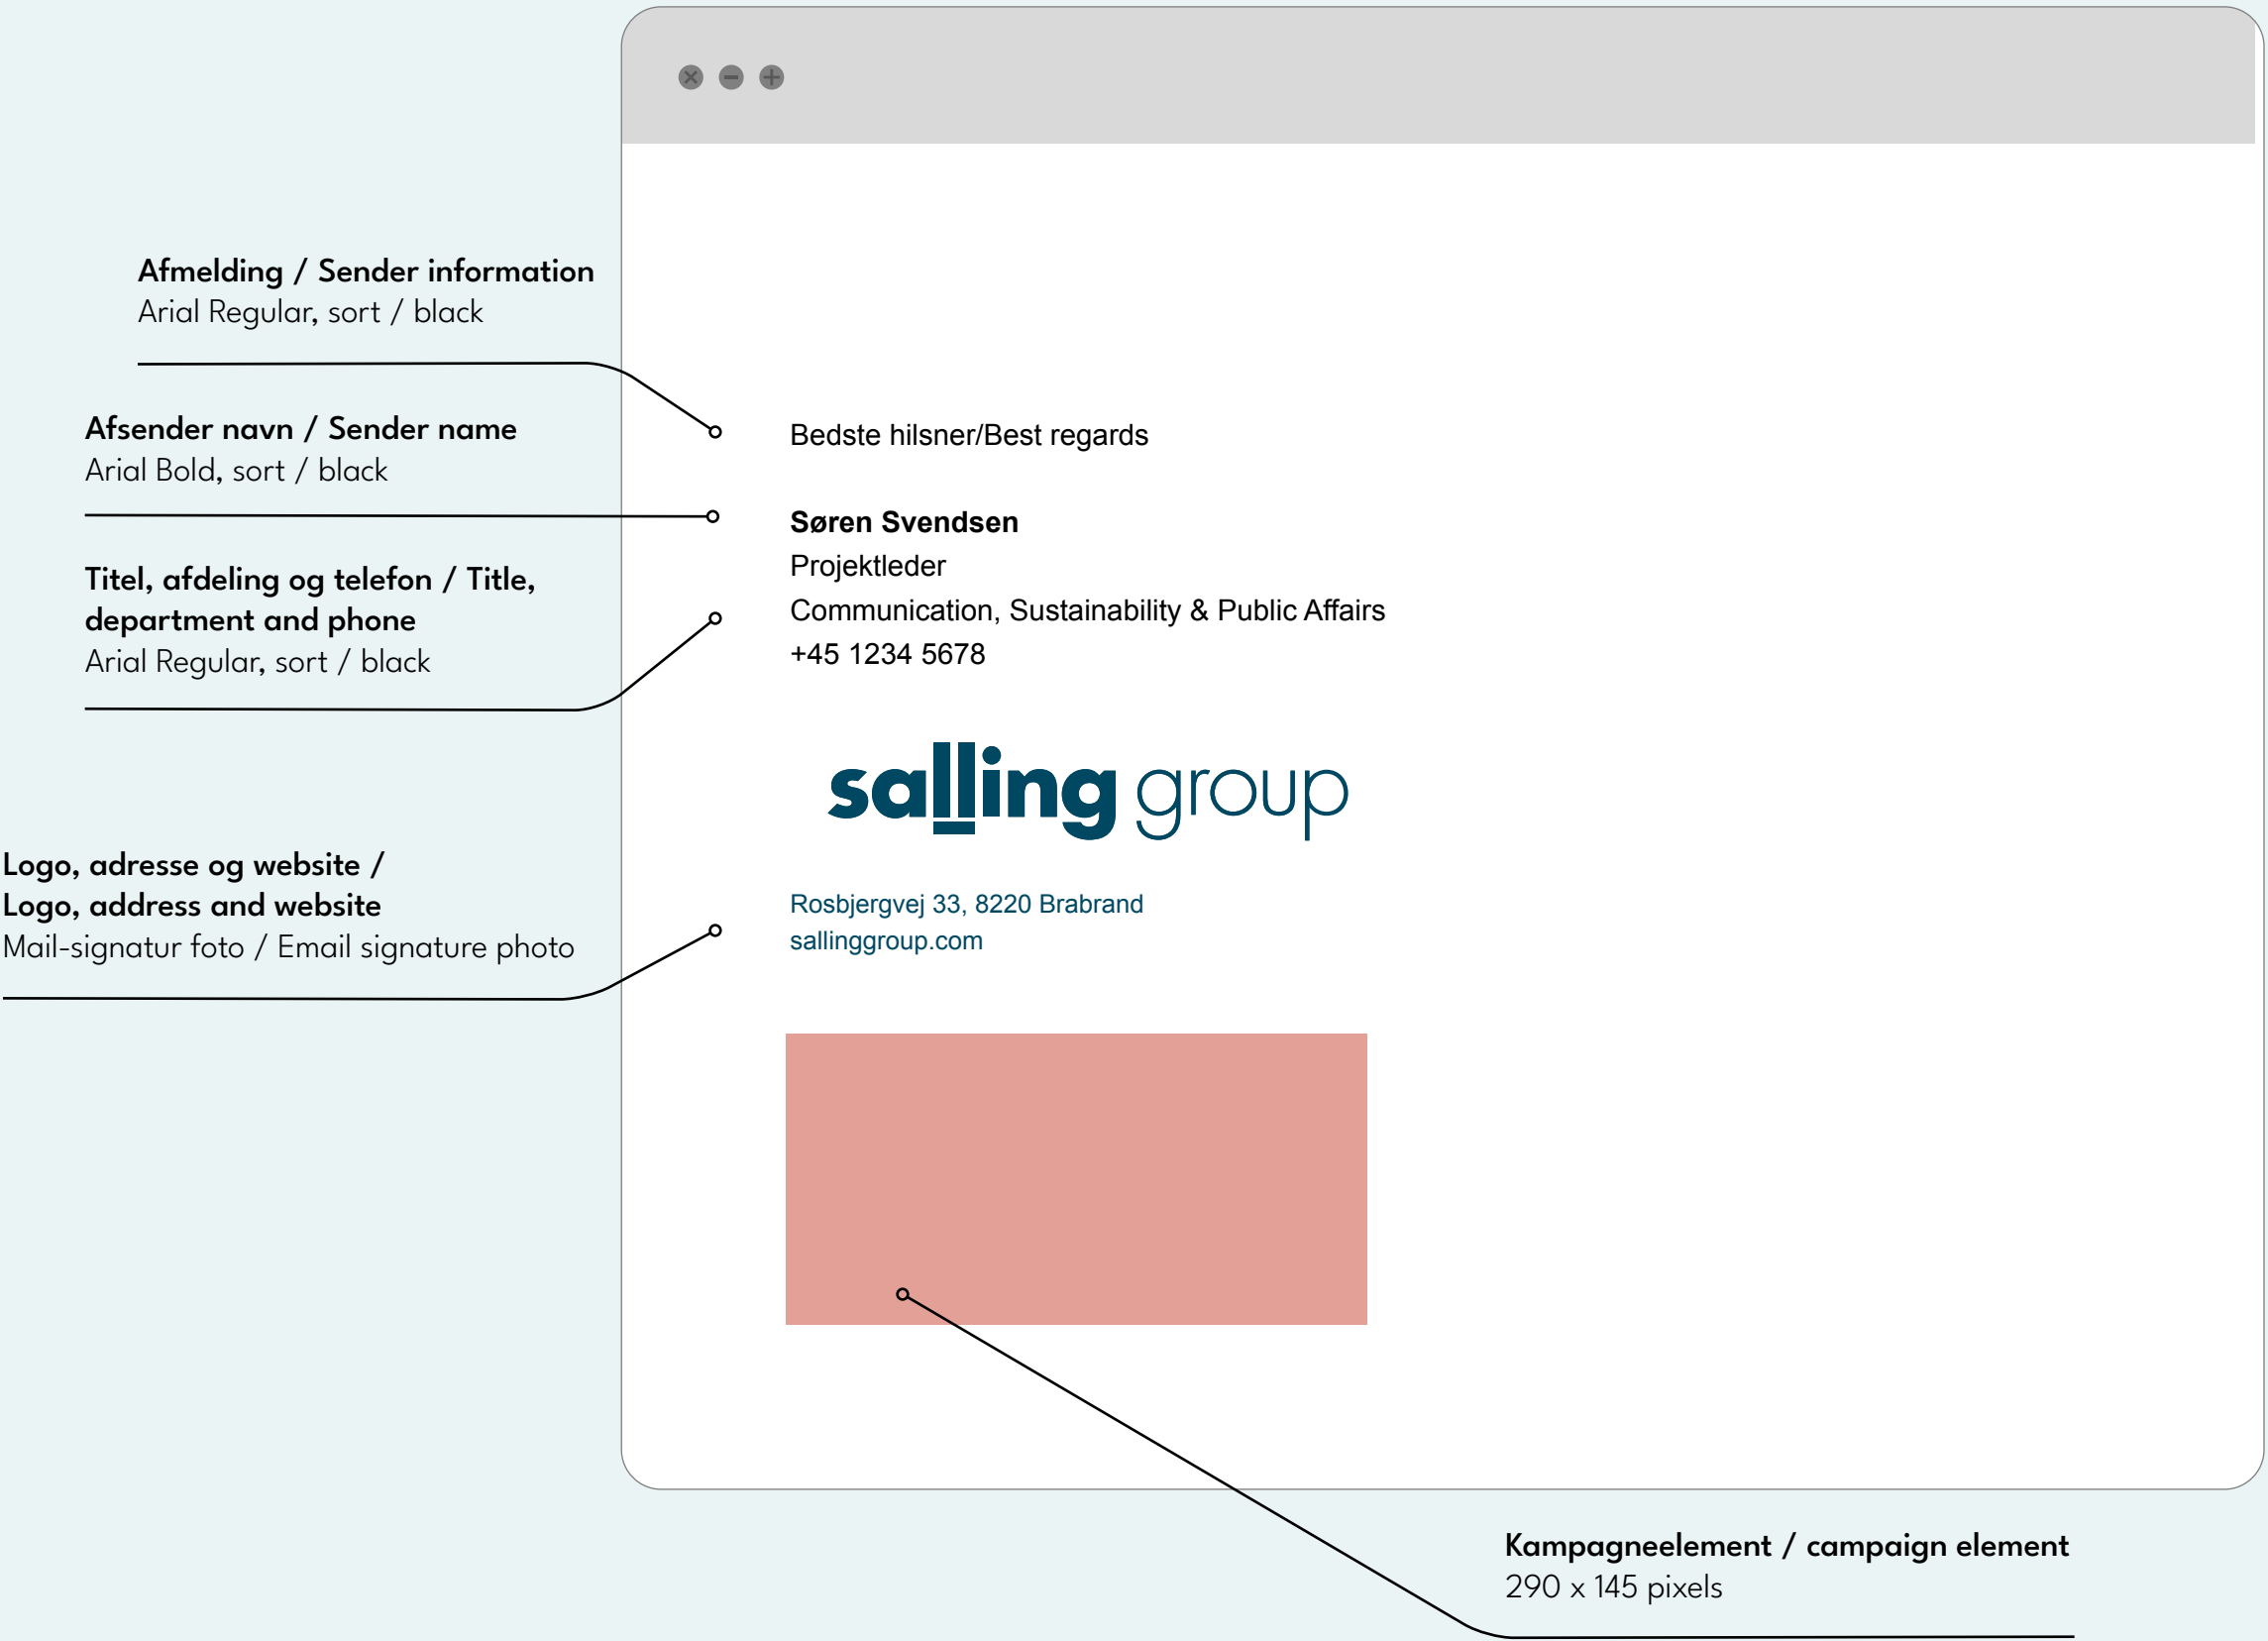 Afmelding / Sender information
Arial Regular, sort / black
Afsender navn / Sender name
Arial Bold, sort / black
Titel, afdeling og telefon / Title,
department and phone
Arial Regular, sort / black
Logo, adresse og website /
Logo, address and website
Mail-signatur foto / Email signature photo
Bedste hilsner/Best regards
Søren Svendsen
Projektleder
Communication, Sustainability & Public Affairs
+45 1234 5678
salling group
Rosbjergvej 33, 8220 Brabrand
sallinggroup.com
Kampagneelement / campaign element
290 x 145 pixels